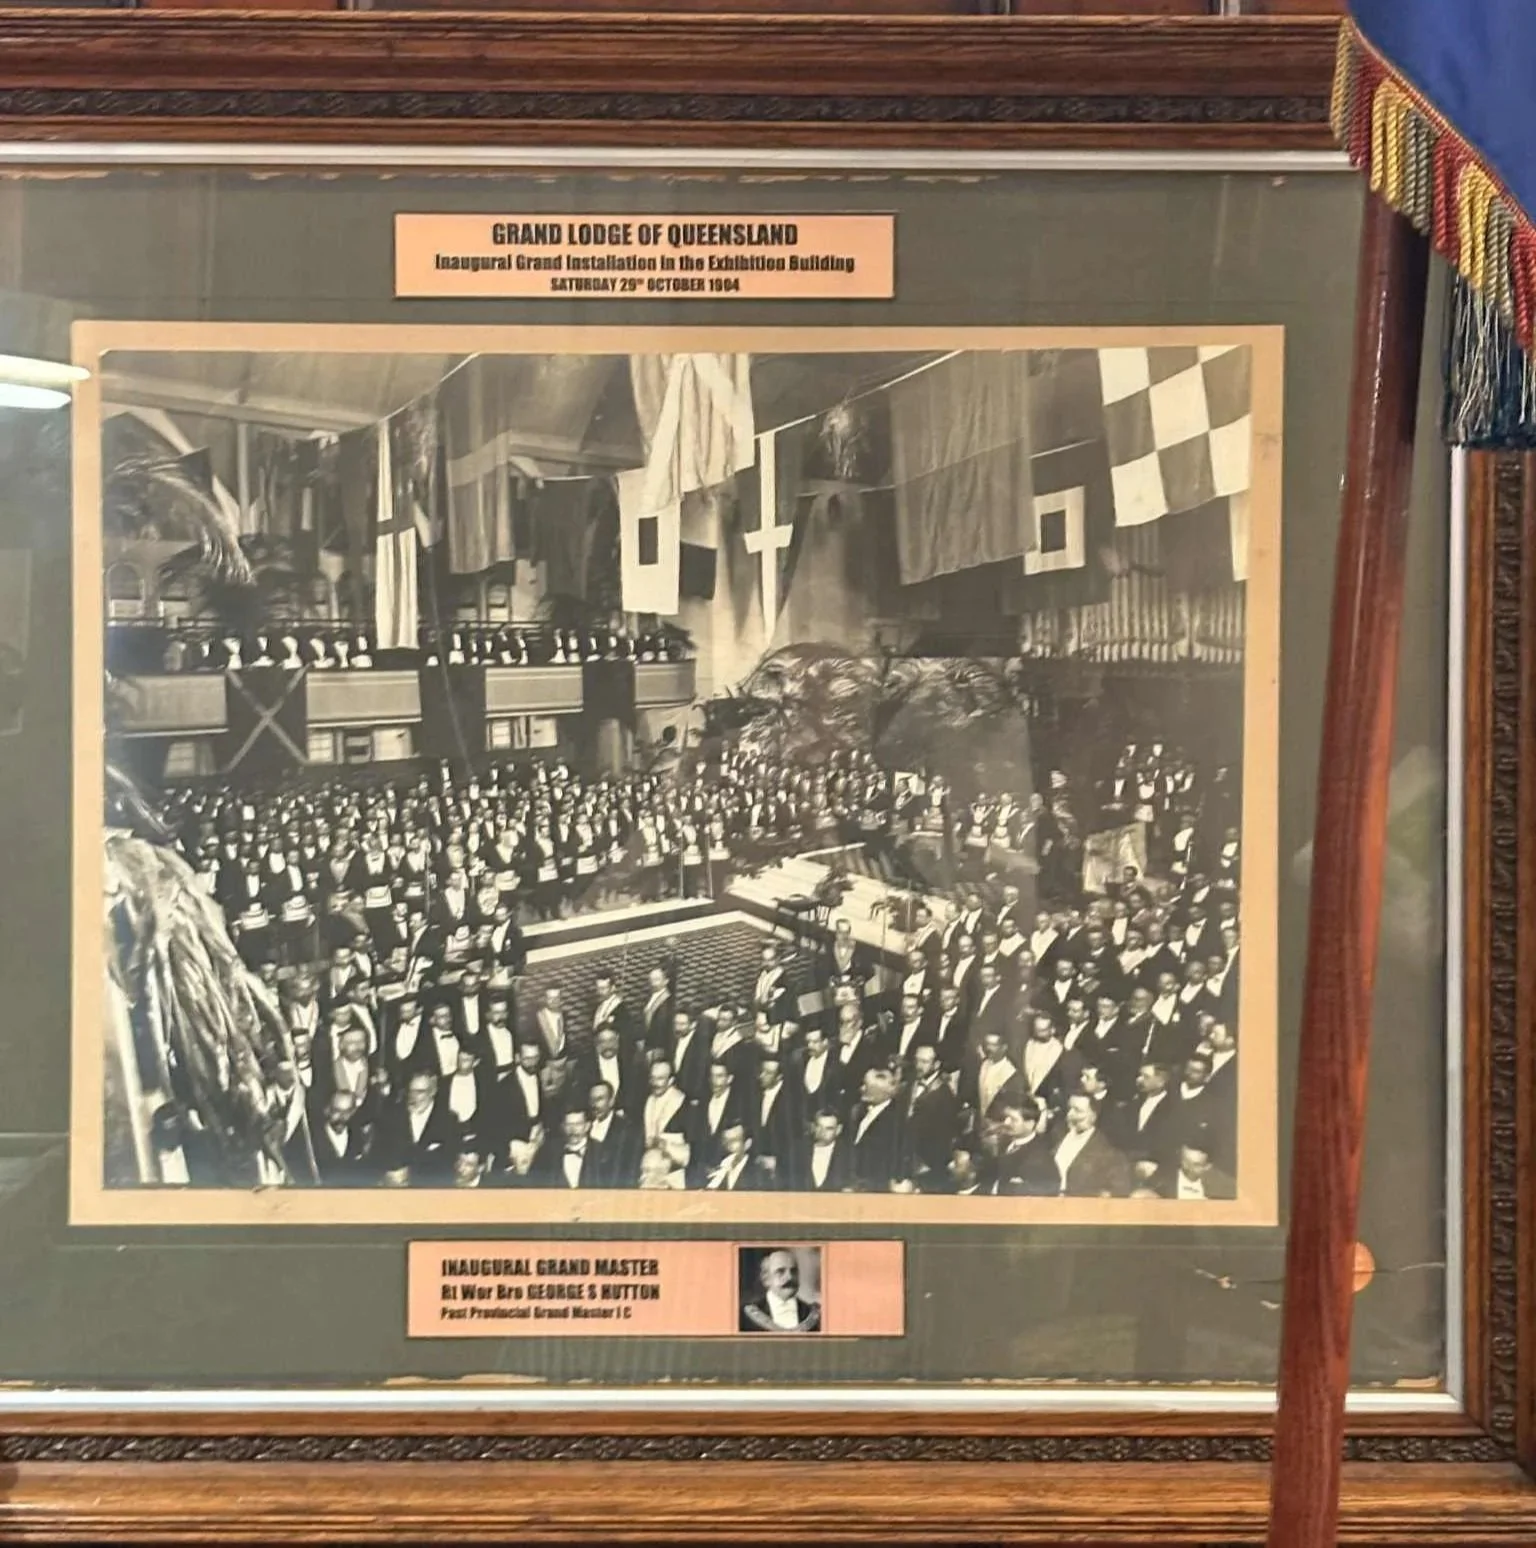 GRAND LODGE OF QUEENSLAND
Inaugural Grand Installation in the Exhibition Building
SATURDAY 29TH OCTOBER 1904
INAUGURAL GRAND MASTER
Rt Wor Bro GEORGE S HUTTON
Past Provincial Grand Master I C